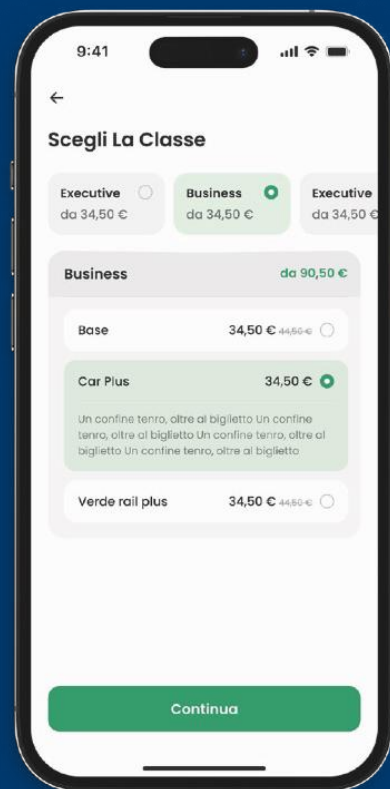 9:41
Scegli La Classe
Executive
da 34,50 €
Business
da 34,50 €
Executive
da 34,50 €
Business da 90,50 €
Base 34,50 € 44,50 €
Car Plus 34,50 €
Un confine tenro, oltre al biglietto Un confine
tenro, oltre al biglietto Un confine tenro, oltre al
biglietto Un confine tenro, oltre al biglietto
Verde rail plus 34,50 € 44,50 €
Continua